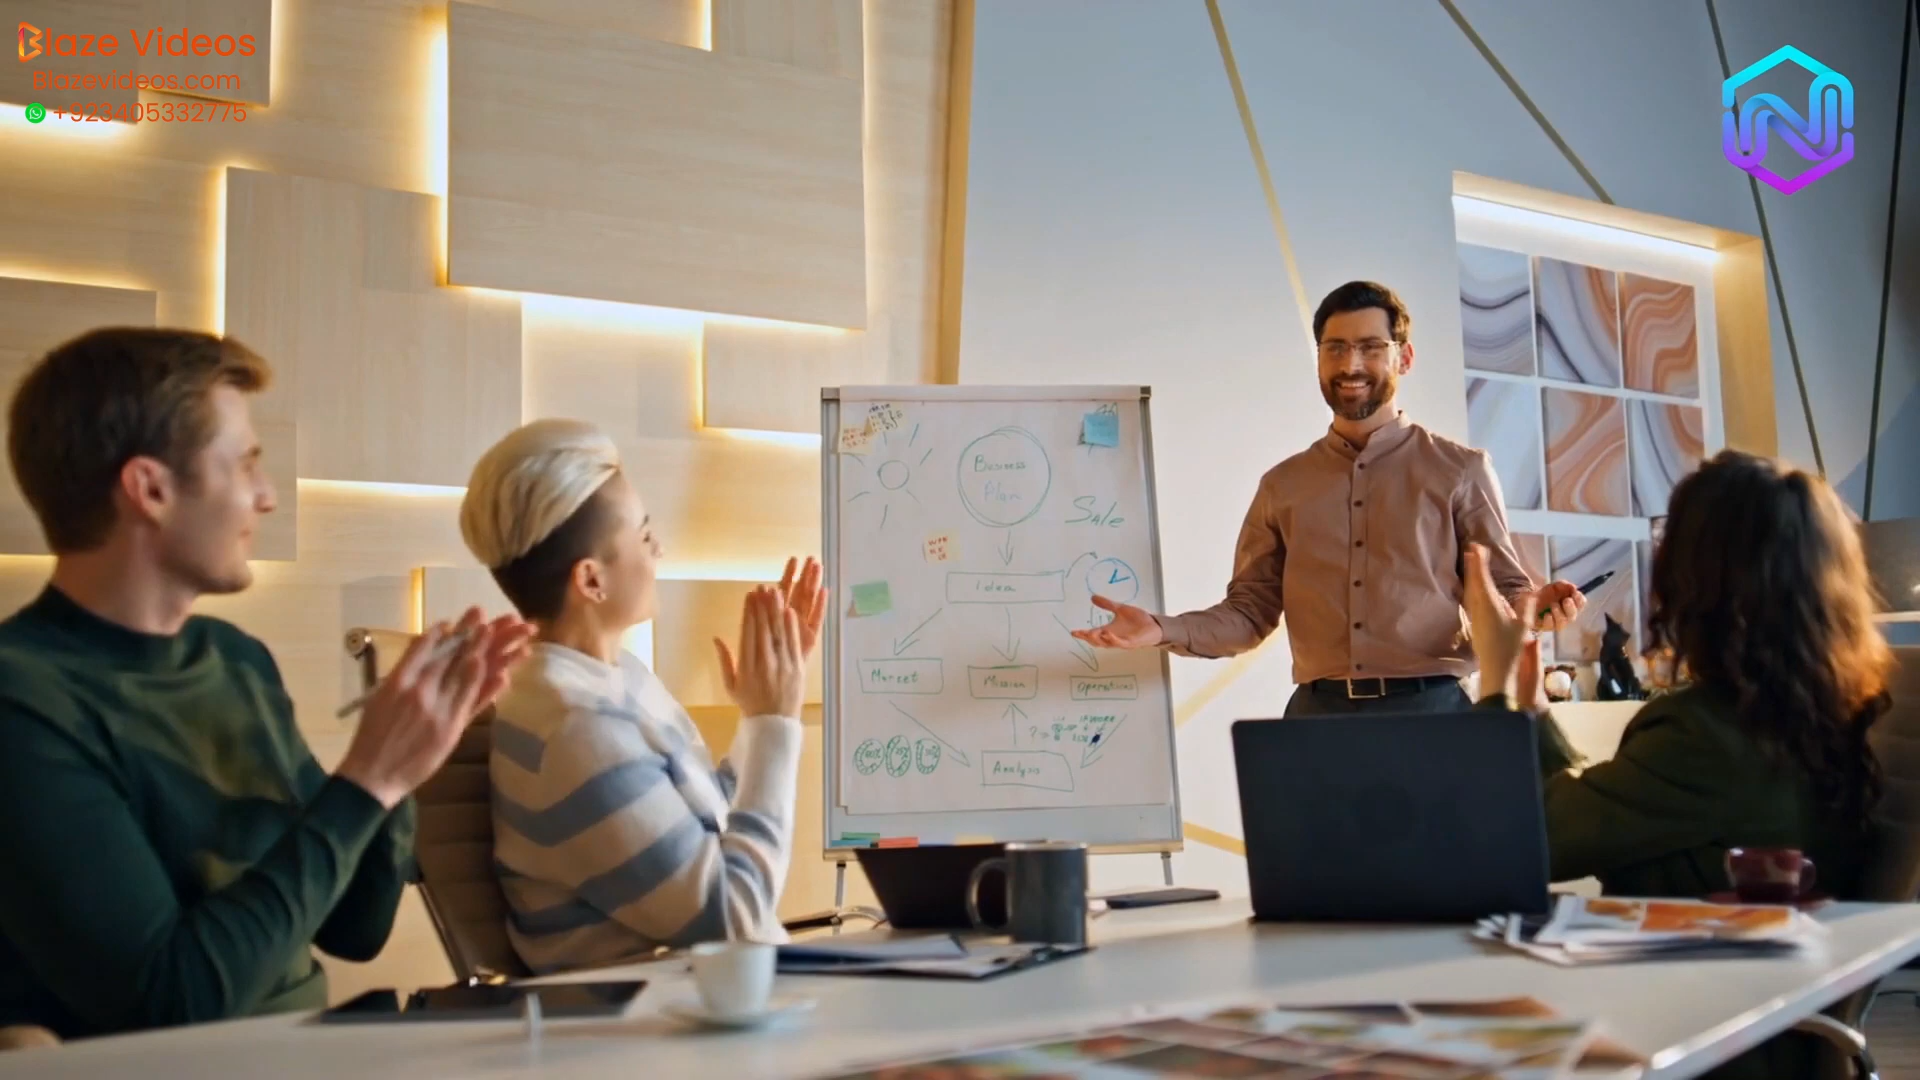 Blaze Videos
Blazevideos.com
+923405332775
Business
Plan
Sale
Idea
Market
Mission
Operations
Analysis